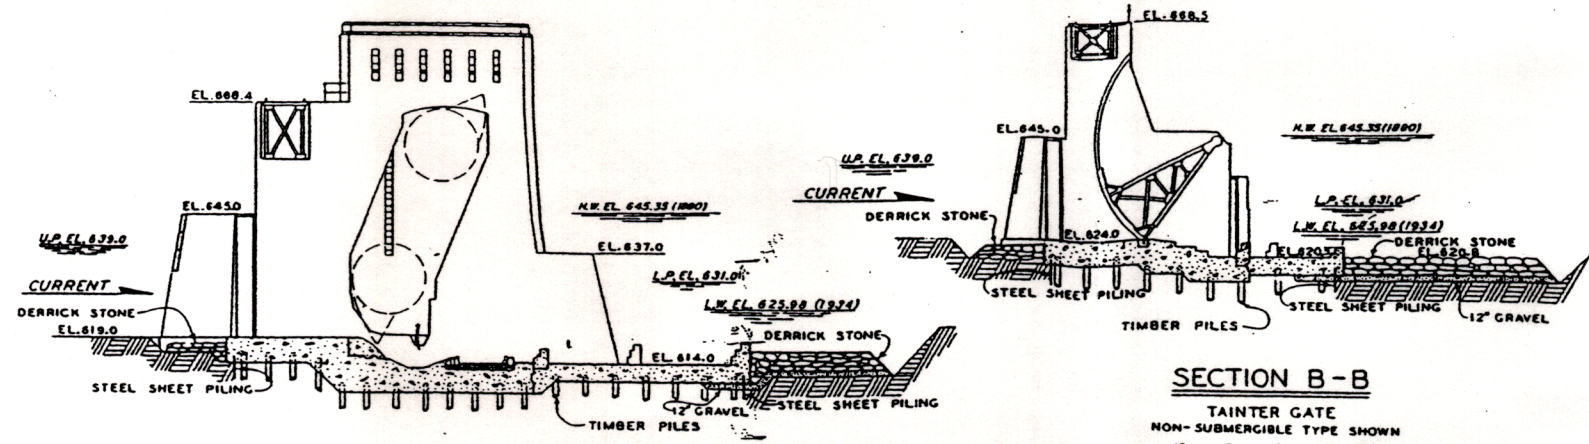 EL.668.4
EL.645.0
U.P. EL. 639.0
CURRENT
DERRICK STONE
EL.619.0
STEEL SHEET PILING
H.W. EL. 645.35 (1880)
EL.637.0
L.P. EL. 631.0
L.W. EL. 625.98 (1934)
DERRICK STONE
EL.614.0
12" GRAVEL
TIMBER PILES
STEEL SHEET PILING
EL.668.5
EL.645.0
H.W. EL 645.35 (1880)
U.P. EL. 639.0
CURRENT
DERRICK STONE
L.P. EL. 631.0
L.W. EL. 625.98 (1934)
EL.624.0
DERRICK STONE
EL. 620.8
STEEL SHEET PILING
STEEL SHEET PILING
12" GRAVEL
TIMBER PILES
SECTION B-B
TAINTER GATE
NON-SUBMERGIBLE TYPE SHOWN